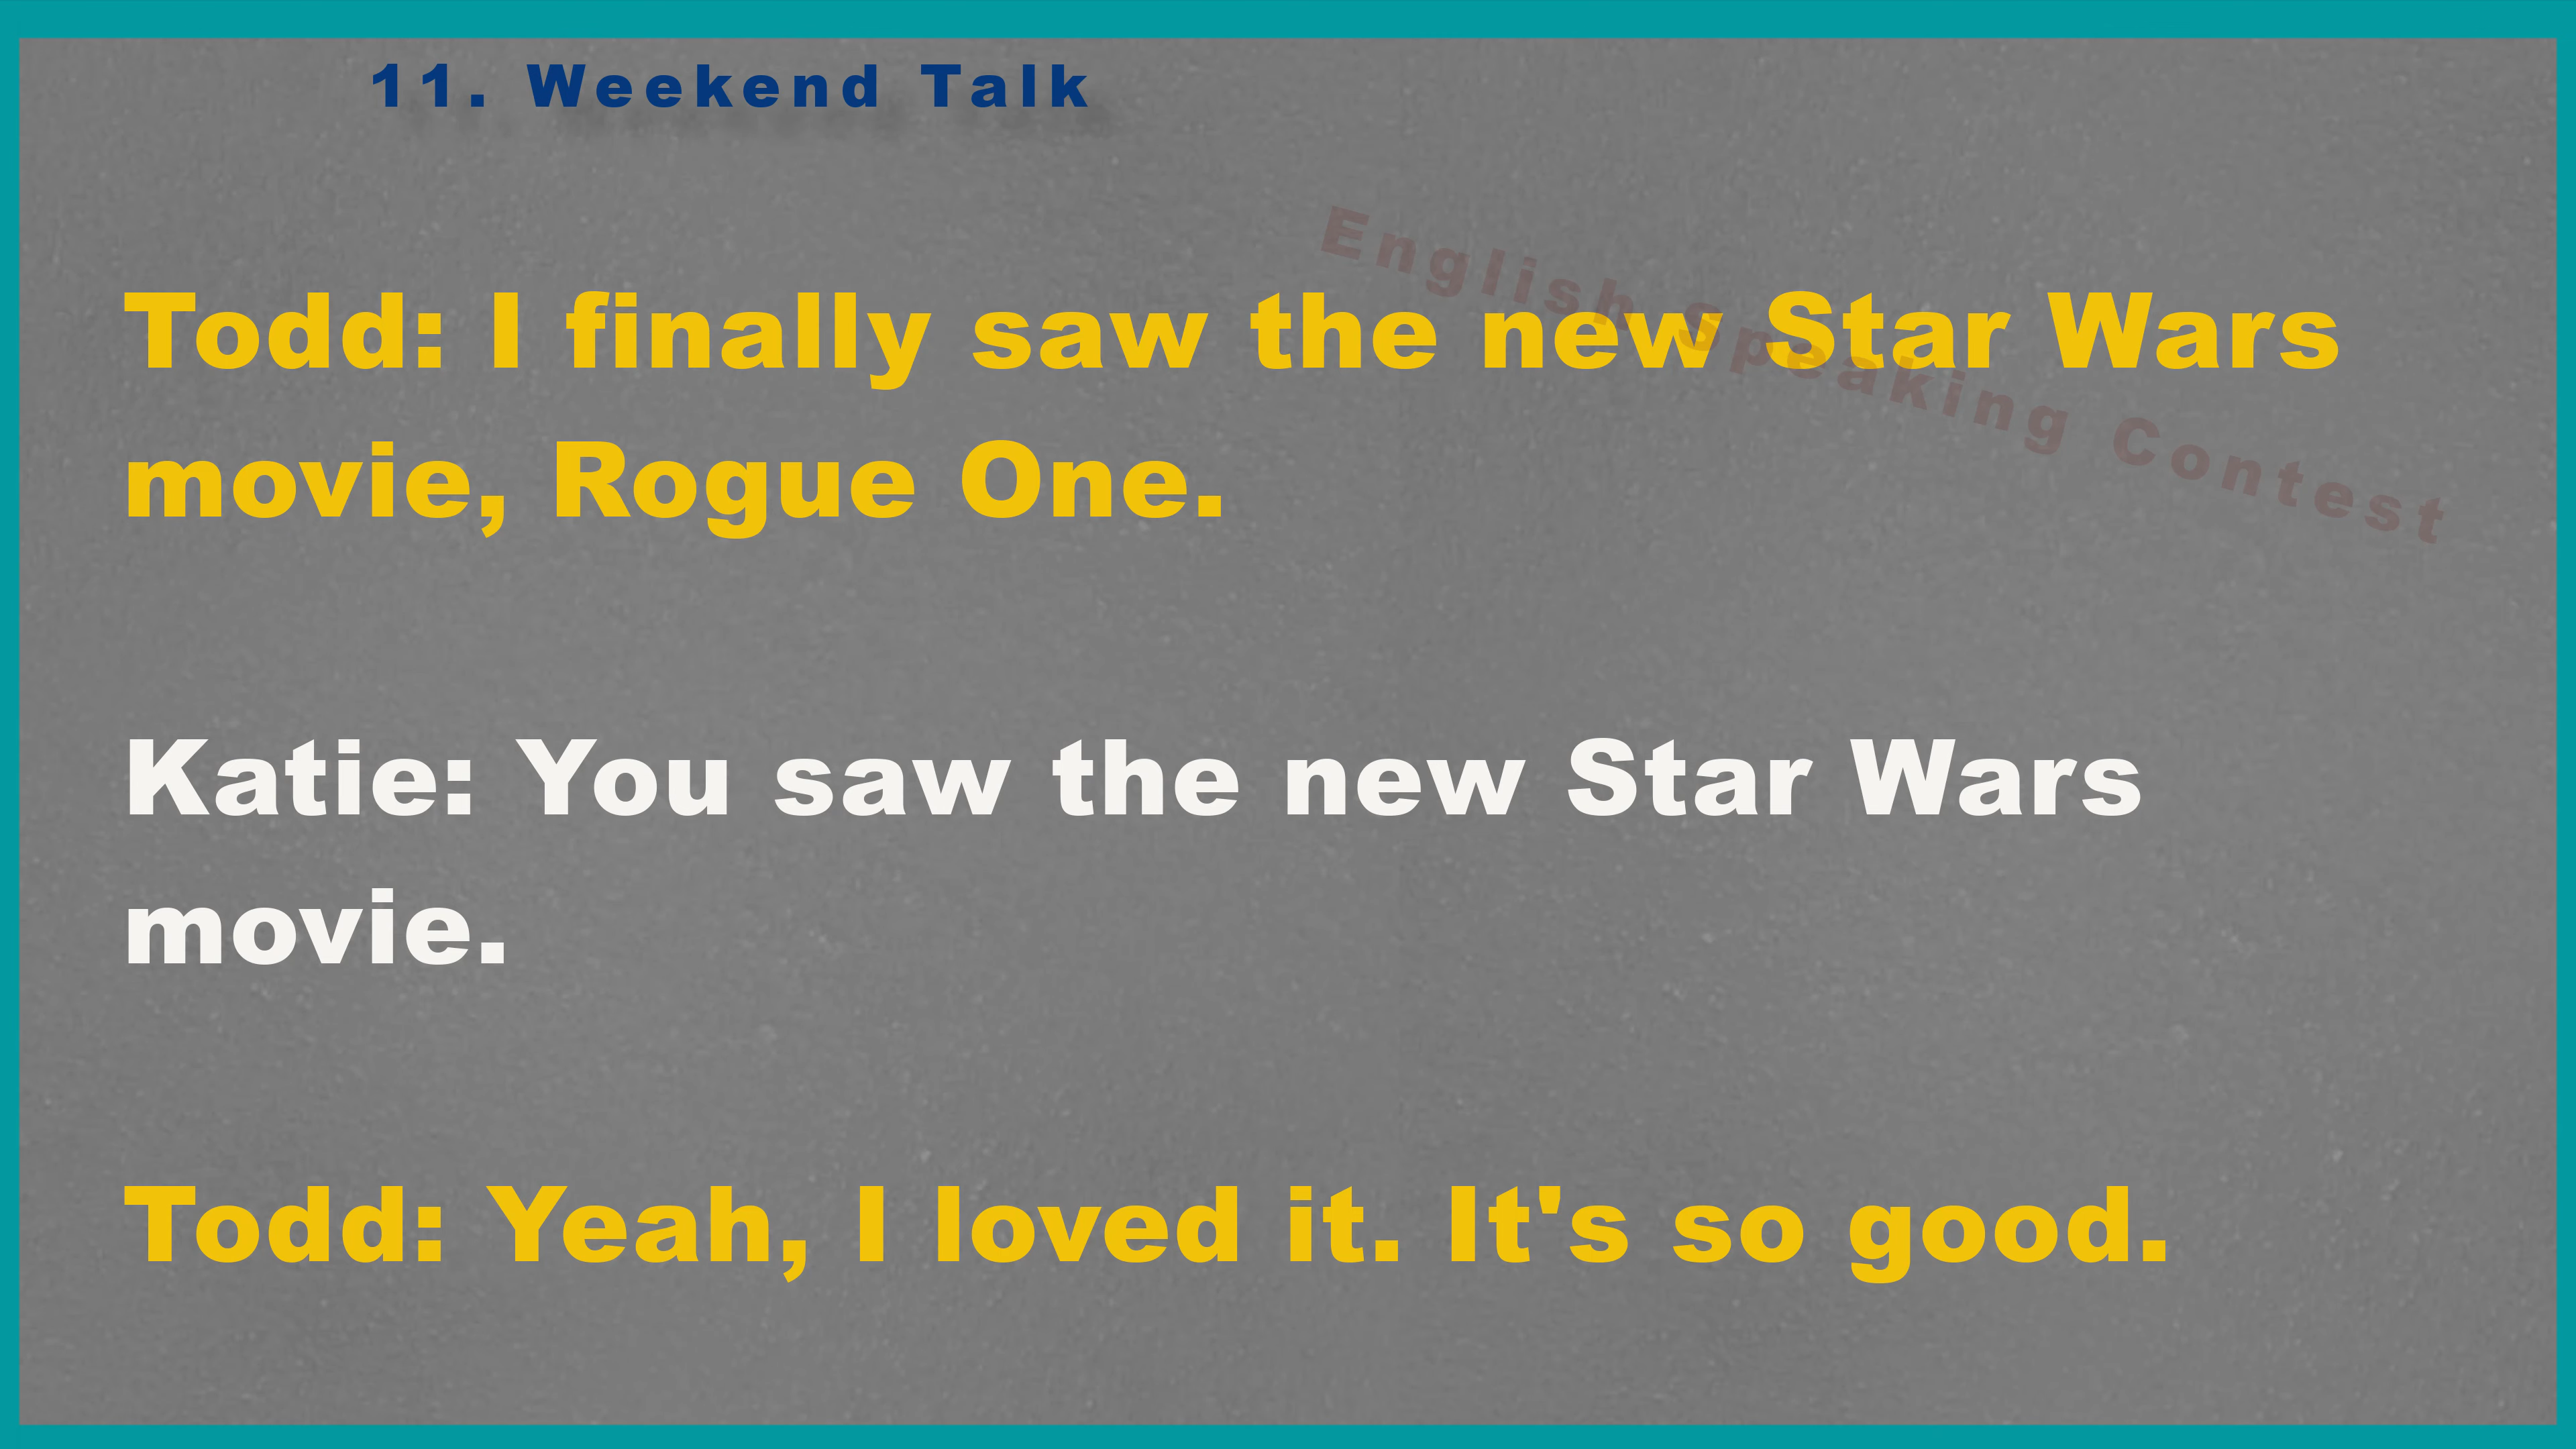 11. Weekend Talk
English Speaking Contest
Todd: I finally saw the new Star Wars
movie, Rogue One.
Katie: You saw the new Star Wars
movie.
Todd: Yeah, I loved it. It's so good.